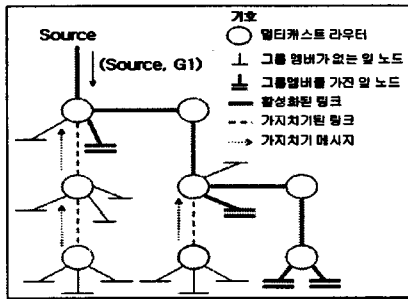 Source
(Source, G1)
기호
멀티캐스트 라우터
그룹 멤버가 없는 잎 노드
그룹멤버를 가진 잎 노드
활성화된 링크
가지치기된 링크
가지치기 메시지